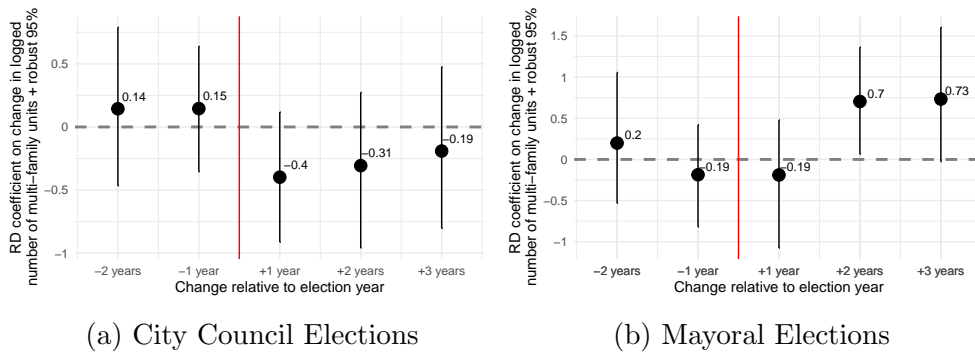 RD coefficient on change in logged
number of multi−family units + robust 95%
0.5
0
−0.5
−1
0.14
0.15
−0.4
−0.31
−0.19
−2 years
−1 year
+1 year
+2 years
+3 years
Change relative to election year
(a) City Council Elections
RD coefficient on change in logged
number of multi−family units + robust 95%
1.5
1
0.5
0
−0.5
−1
0.2
−0.19
−0.19
0.7
0.73
−2 years
−1 year
+1 year
+2 years
+3 years
Change relative to election year
(b) Mayoral Elections